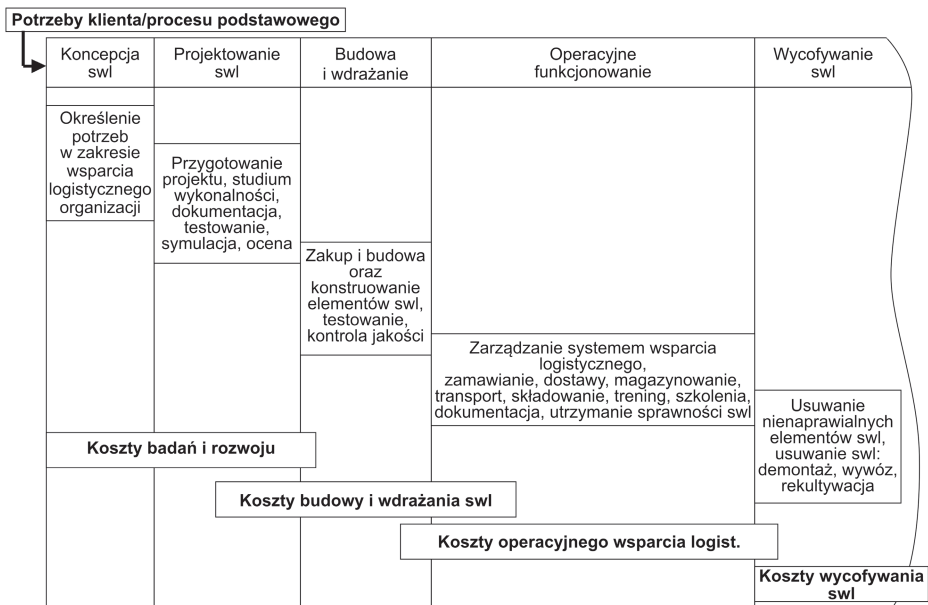 Potrzeby klienta/procesu podstawowego
Koncepcja
swl
Projektowanie
swl
Budowa
i wdrażanie
Operacyjne
funkcjonowanie
Wycofywanie
swl
Określenie
potrzeb
w zakresie
wsparcia
logistycznego
organizacji
Przygotowanie
projektu, studium
wykonalności,
dokumentacja,
testowanie,
symulacja, ocena
Zakup i budowa
oraz
konstruowanie
elementów swl,
testowanie,
kontrola jakości
Zarządzanie systemem wsparcia
logistycznego,
zamawianie, dostawy, magazynowanie,
transport, składowanie, trening, szkolenia,
dokumentacja, utrzymanie sprawności swl
Usuwanie
nienaprawialnych
elementów swl,
usuwanie swl:
demontaż, wywóz,
rekultywacja
Koszty badań i rozwoju
Koszty budowy i wdrażania swl
Koszty operacyjnego wsparcia logist.
Koszty wycofywania
swl